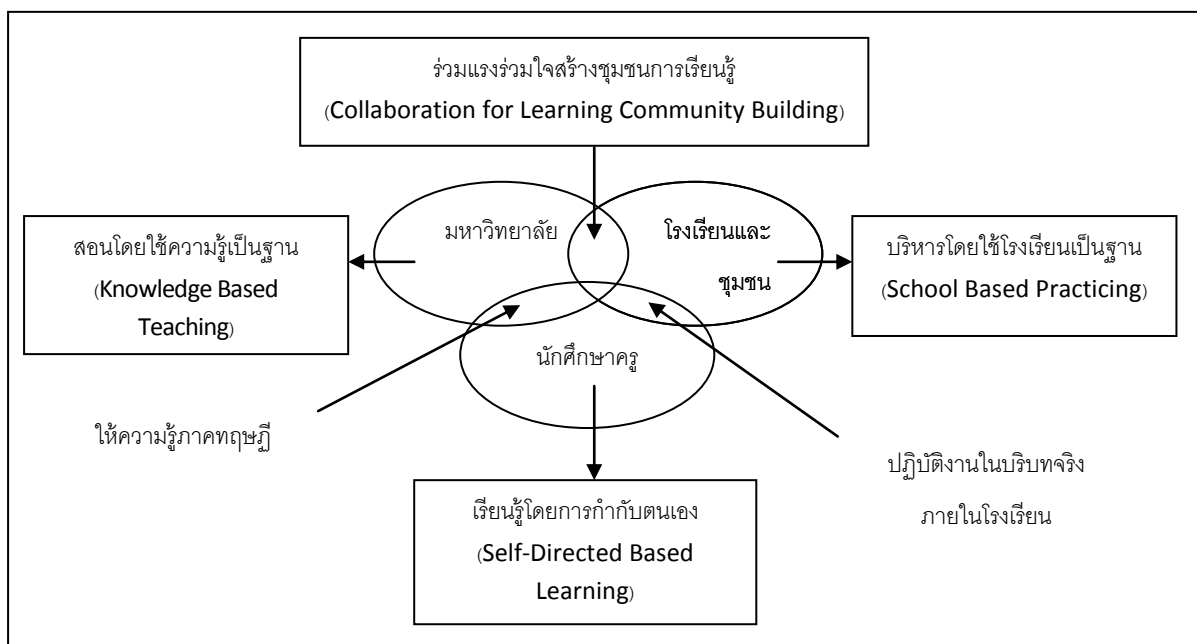 ร่วมแรงร่วมใจสร้างชุมชนการเรียนรู้
(Collaboration for Learning Community Building)
มหาวิทยาลัย
โรงเรียนและ
ชุมชน
สอนโดยใช้ความรู้เป็นฐาน
(Knowledge Based
Teaching)
บริหารโดยใช้โรงเรียนเป็นฐาน
(School Based Practicing)
นักศึกษาครู
ให้ความรู้ภาคทฤษฎี
ปฏิบัติงานในบริบทจริง
ภายในโรงเรียน
เรียนรู้โดยการกำกับตนเอง
(Self-Directed Based
Learning)